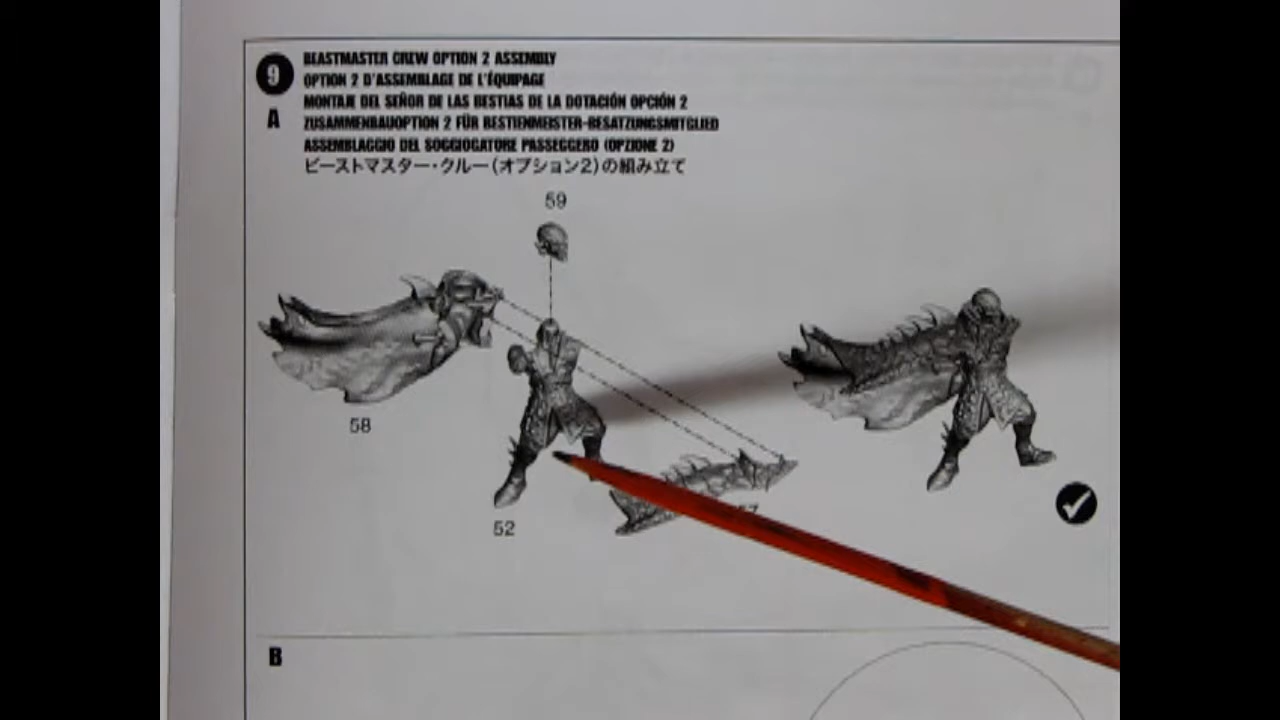 9
BEASTMASTER CREW OPTION 2 ASSEMBLY
OPTION 2 D'ASSEMBLAGE DE L'ÉQUIPAGE
MONTAJE DEL SEÑOR DE LAS BESTIAS DE LA DOTACIÓN OPCIÓN 2
A
ZUSAMMENBAUOPTION 2 FÜR BESTIENMEISTER-BESATZUNGSMITGLIED
ASSEMBLAGGIO DEL SOGGIOGATORE PASSEGGERO (OPZIONE 2)
ビーストマスター・クルー(オプション2)の組み立て
59
58
52
B